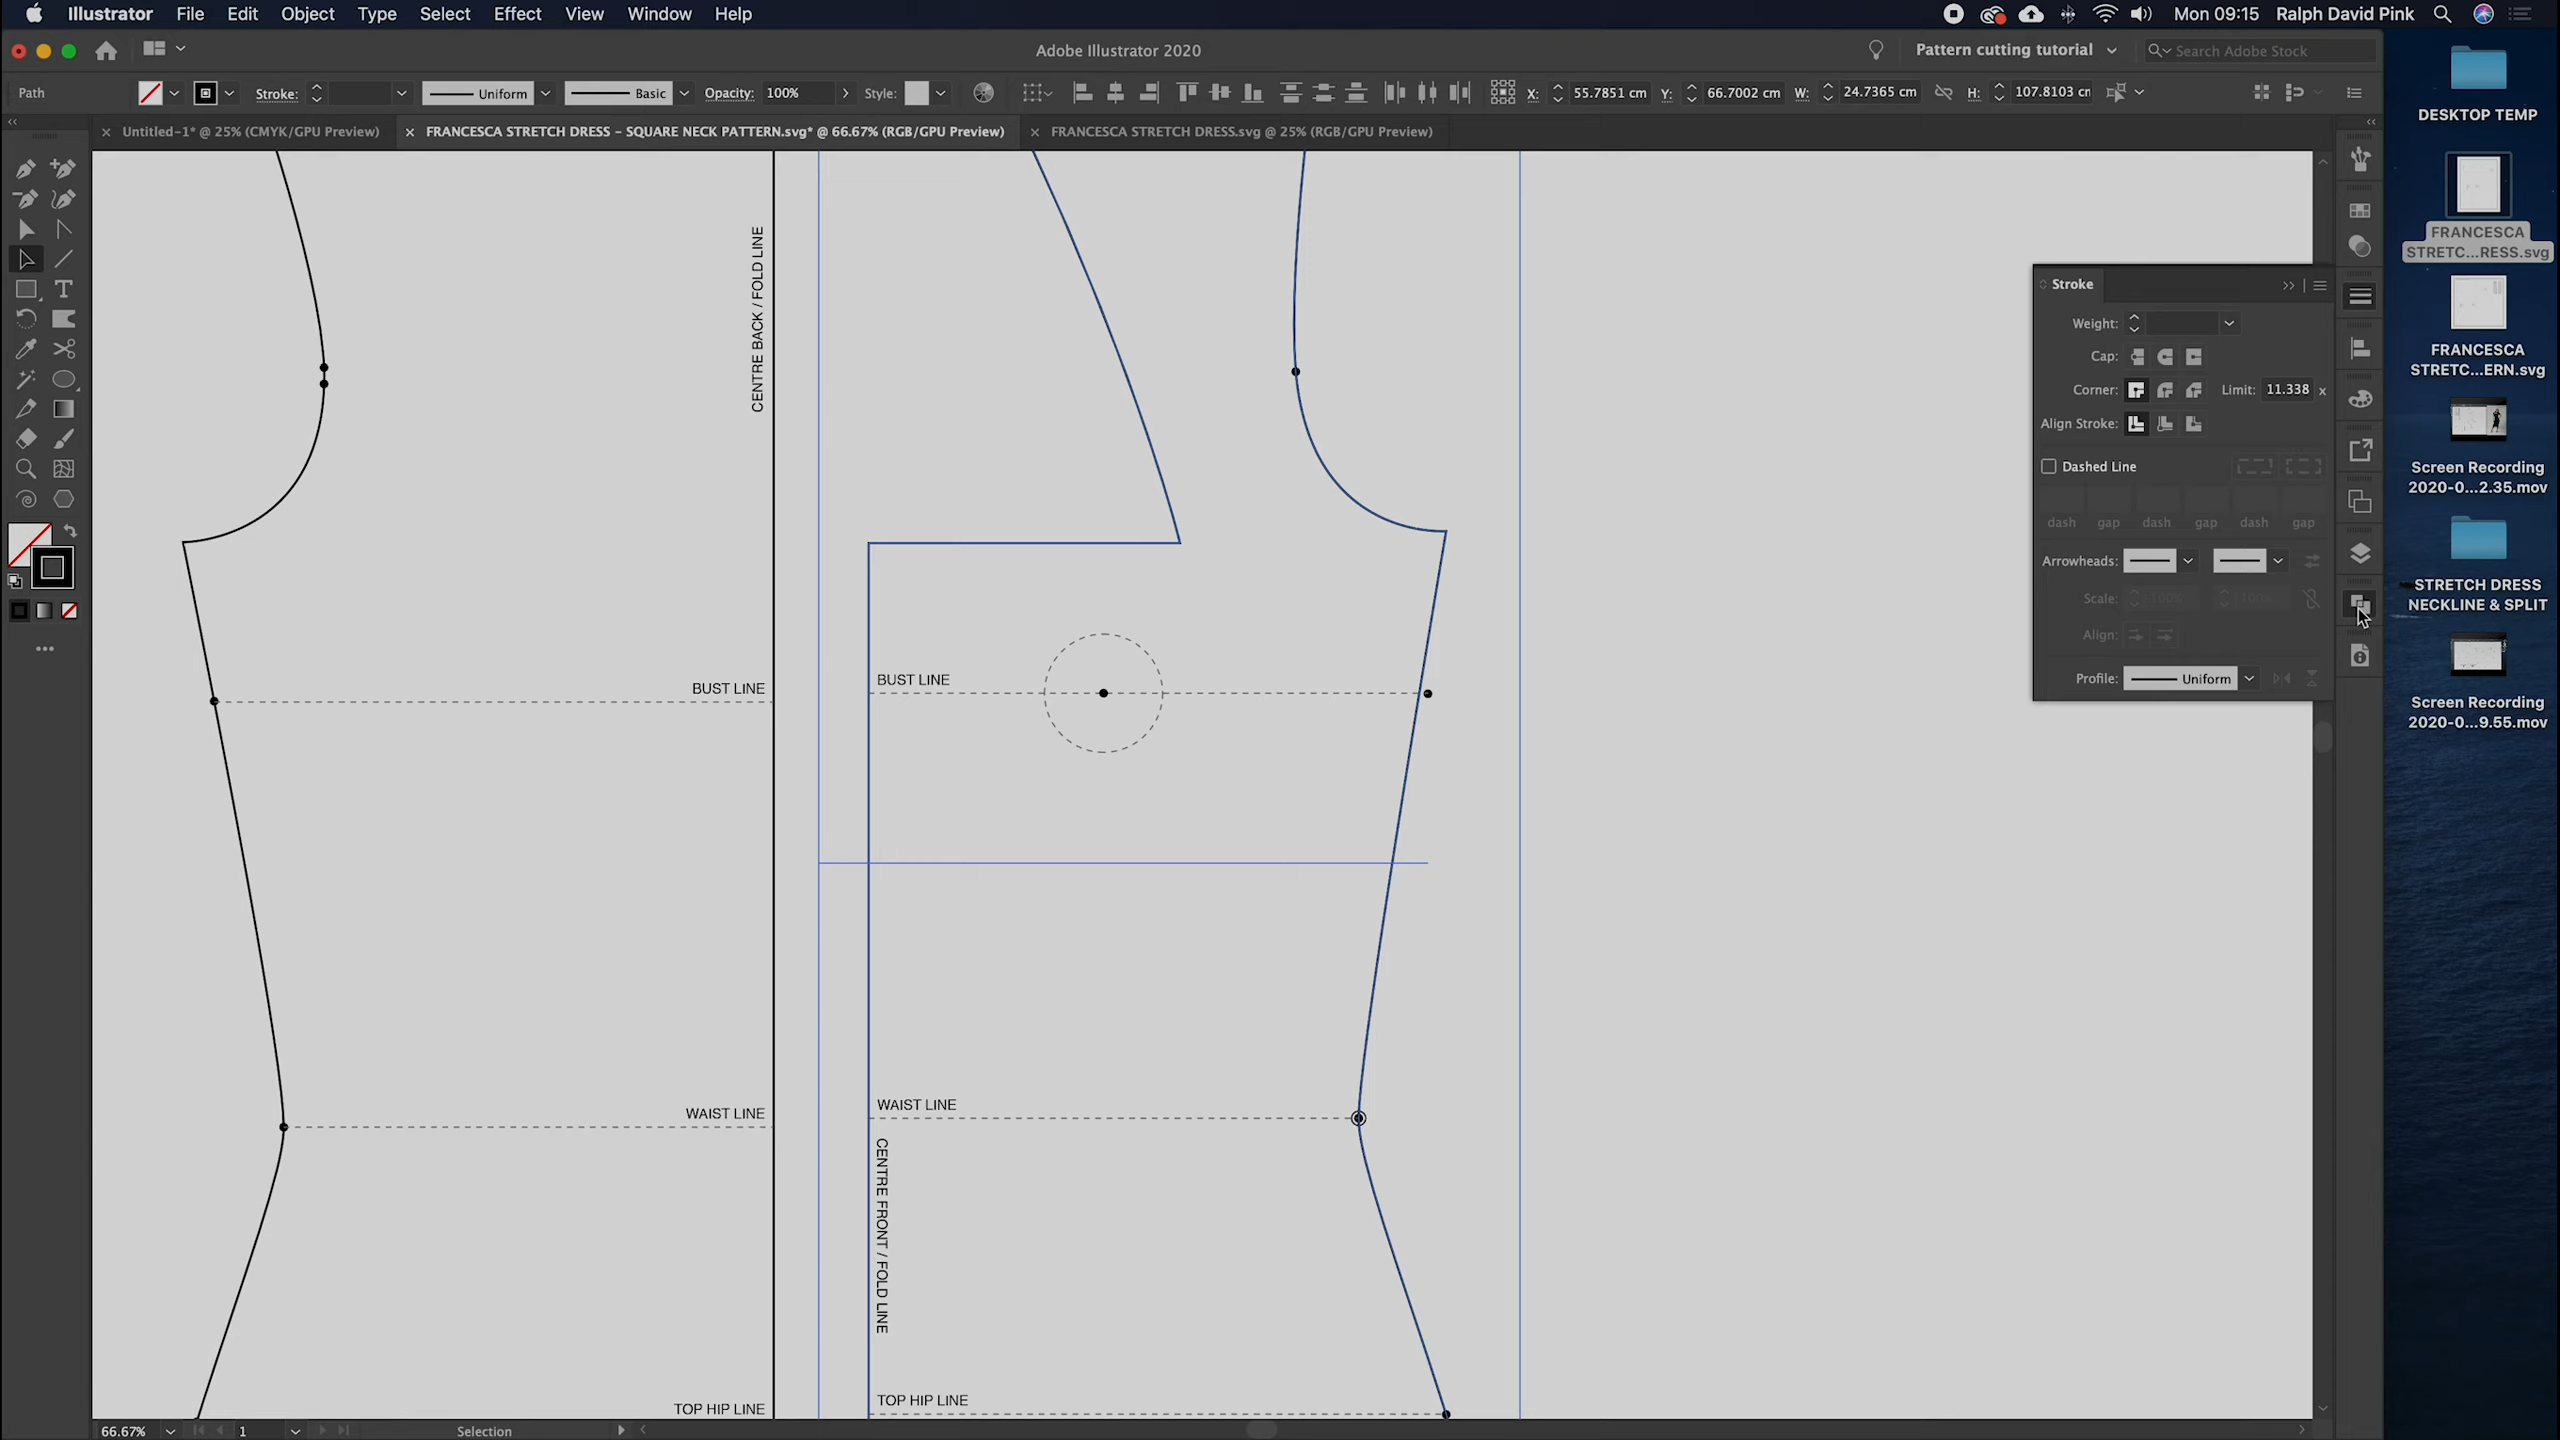 Illustrator File Edit Object Type Select Effect View Window Help
Mon 09:15 Ralph David Pink
Adobe Illustrator 2020
Pattern cutting tutorial
Search Adobe Stock
Path
Stroke:
Uniform
Basic
Opacity: 100%
Style:
X: 55.7851 cm
Y: 66.7002 cm
W: 24.7365 cm
H: 107.8103 cm
Untitled-1* @ 25% (CMYK/GPU Preview)
FRANCESCA STRETCH DRESS – SQUARE NECK PATTERN.svg* @ 66.67% (RGB/GPU Preview)
FRANCESCA STRETCH DRESS.svg @ 25% (RGB/GPU Preview)
CENTRE BACK / FOLD LINE
BUST LINE
WAIST LINE
TOP HIP LINE
BUST LINE
WAIST LINE
CENTRE FRONT / FOLD LINE
TOP HIP LINE
Stroke
Weight:
Cap:
Corner:
Limit: 11.338 x
Align Stroke:
Dashed Line
dash gap dash gap dash gap
Arrowheads:
Scale: 100% 100%
Align:
Profile: Uniform
DESKTOP TEMP
FRANCESCA
STRETC...RESS.svg
FRANCESCA
STRETC...ERN.svg
Screen Recording
2020-0...2.35.mov
STRETCH DRESS
NECKLINE & SPLIT
Screen Recording
2020-0...9.55.mov
66.67%
1
Selection